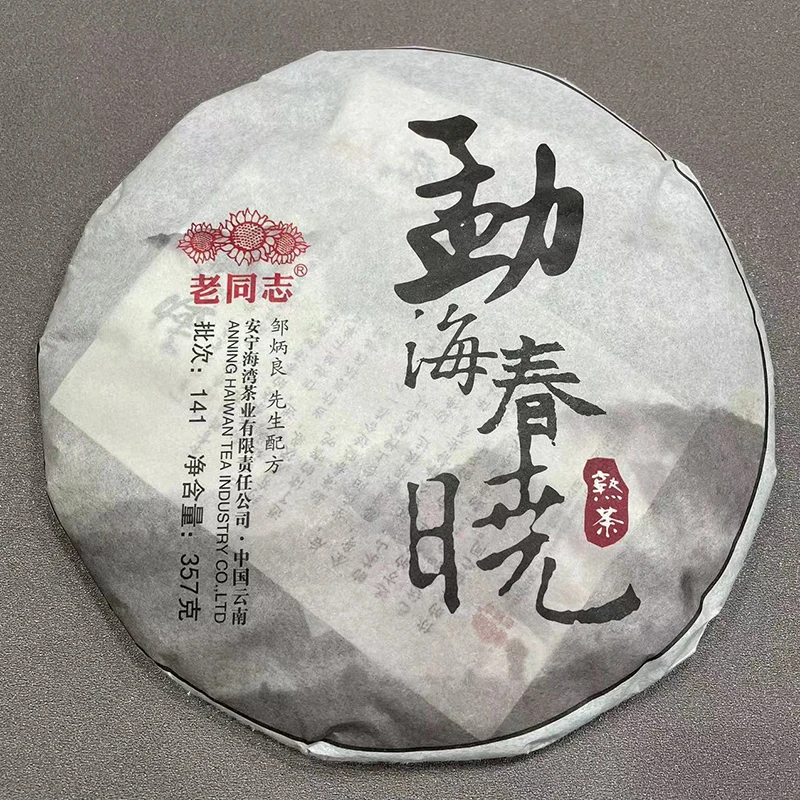 勐海春晓
熟茶
老同志®
邹炳良 先生配方
安宁海湾茶业有限责任公司·中国云南
ANNING HAIWAN TEA INDUSTRY CO.,LTD
批次：141 净含量：357克